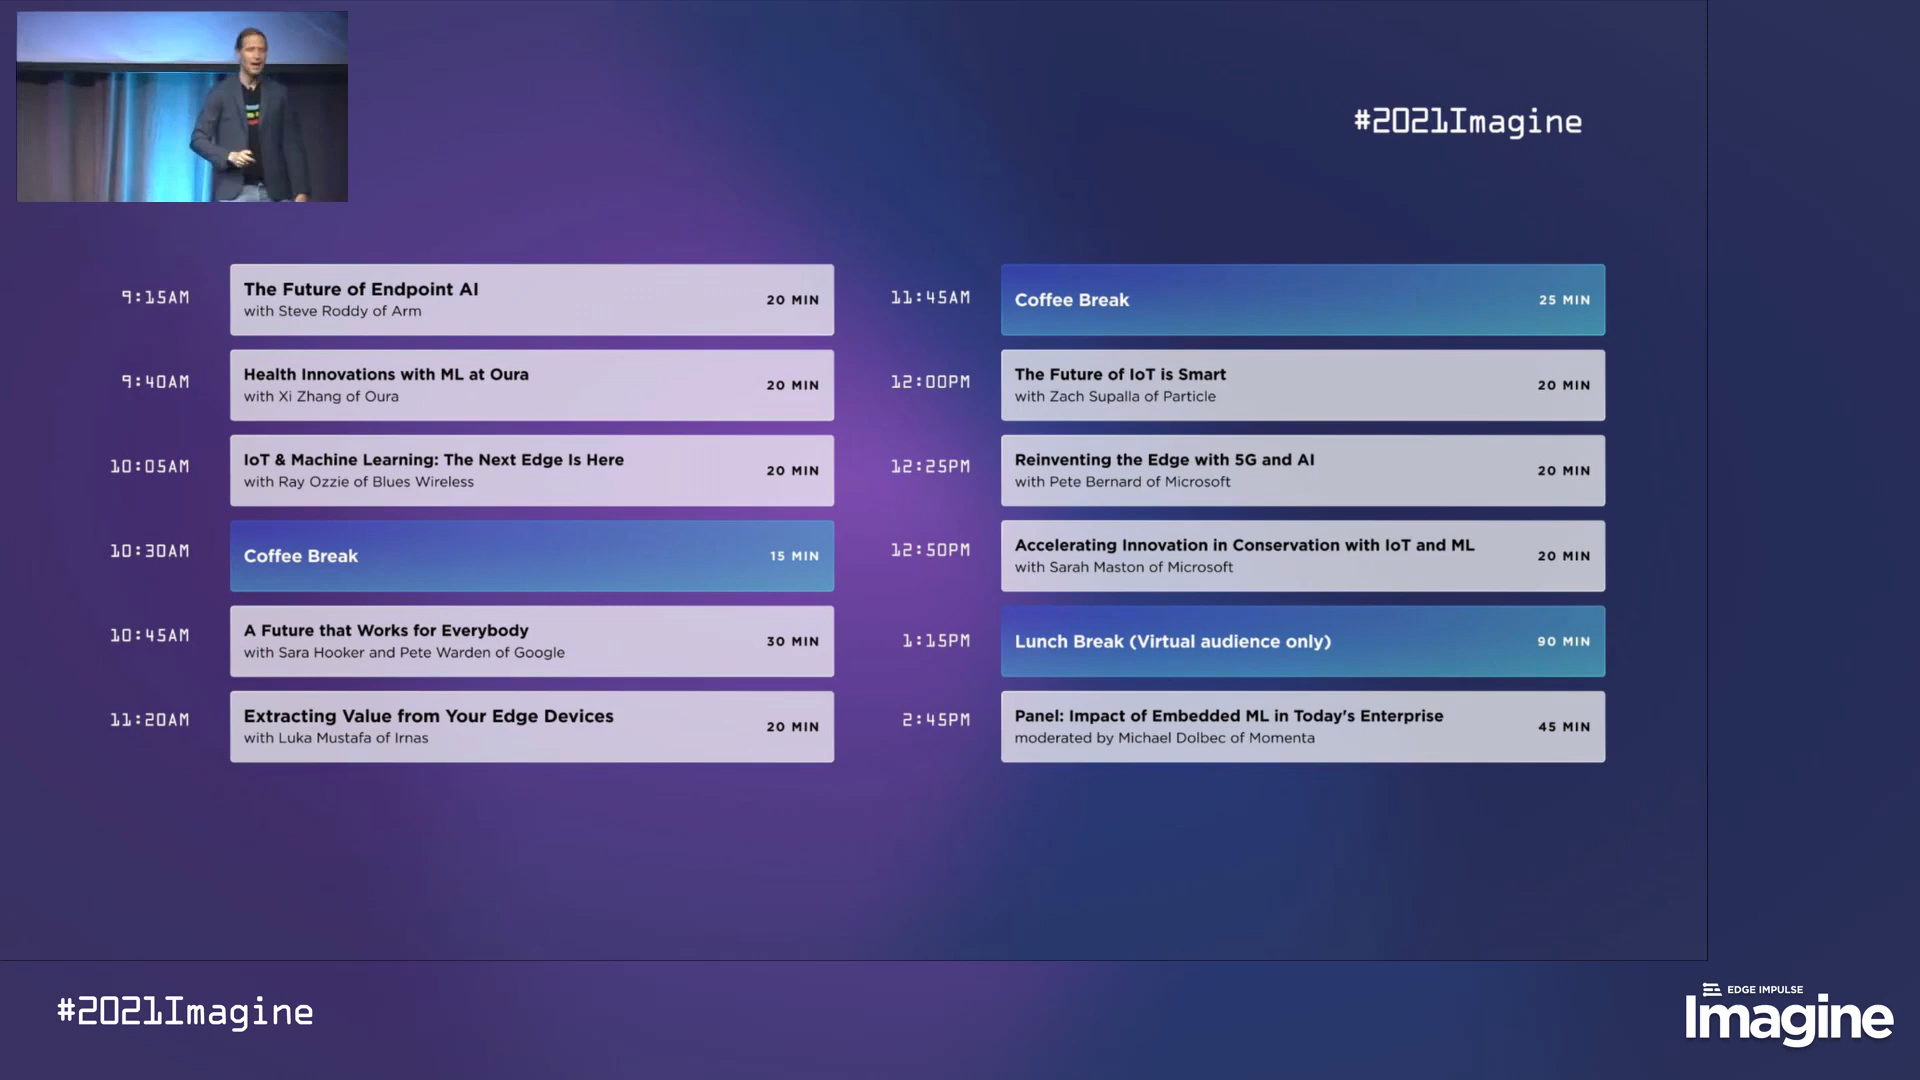 #2021Imagine
9:15AM
The Future of Endpoint AI
with Steve Roddy of Arm
20 MIN
9:40AM
Health Innovations with ML at Oura
with Xi Zhang of Oura
20 MIN
10:05AM
IoT & Machine Learning: The Next Edge Is Here
with Ray Ozzie of Blues Wireless
20 MIN
10:30AM
Coffee Break
15 MIN
10:45AM
A Future that Works for Everybody
with Sara Hooker and Pete Warden of Google
30 MIN
11:20AM
Extracting Value from Your Edge Devices
with Luka Mustafa of Irnas
20 MIN
11:45AM
Coffee Break
25 MIN
12:00PM
The Future of IoT is Smart
with Zach Supalla of Particle
20 MIN
12:25PM
Reinventing the Edge with 5G and AI
with Pete Bernard of Microsoft
20 MIN
12:50PM
Accelerating Innovation in Conservation with IoT and ML
with Sarah Maston of Microsoft
20 MIN
1:15PM
Lunch Break (Virtual audience only)
90 MIN
2:45PM
Panel: Impact of Embedded ML in Today's Enterprise
moderated by Michael Dolbec of Momenta
45 MIN
#2021Imagine
EDGE IMPULSE
Imagine